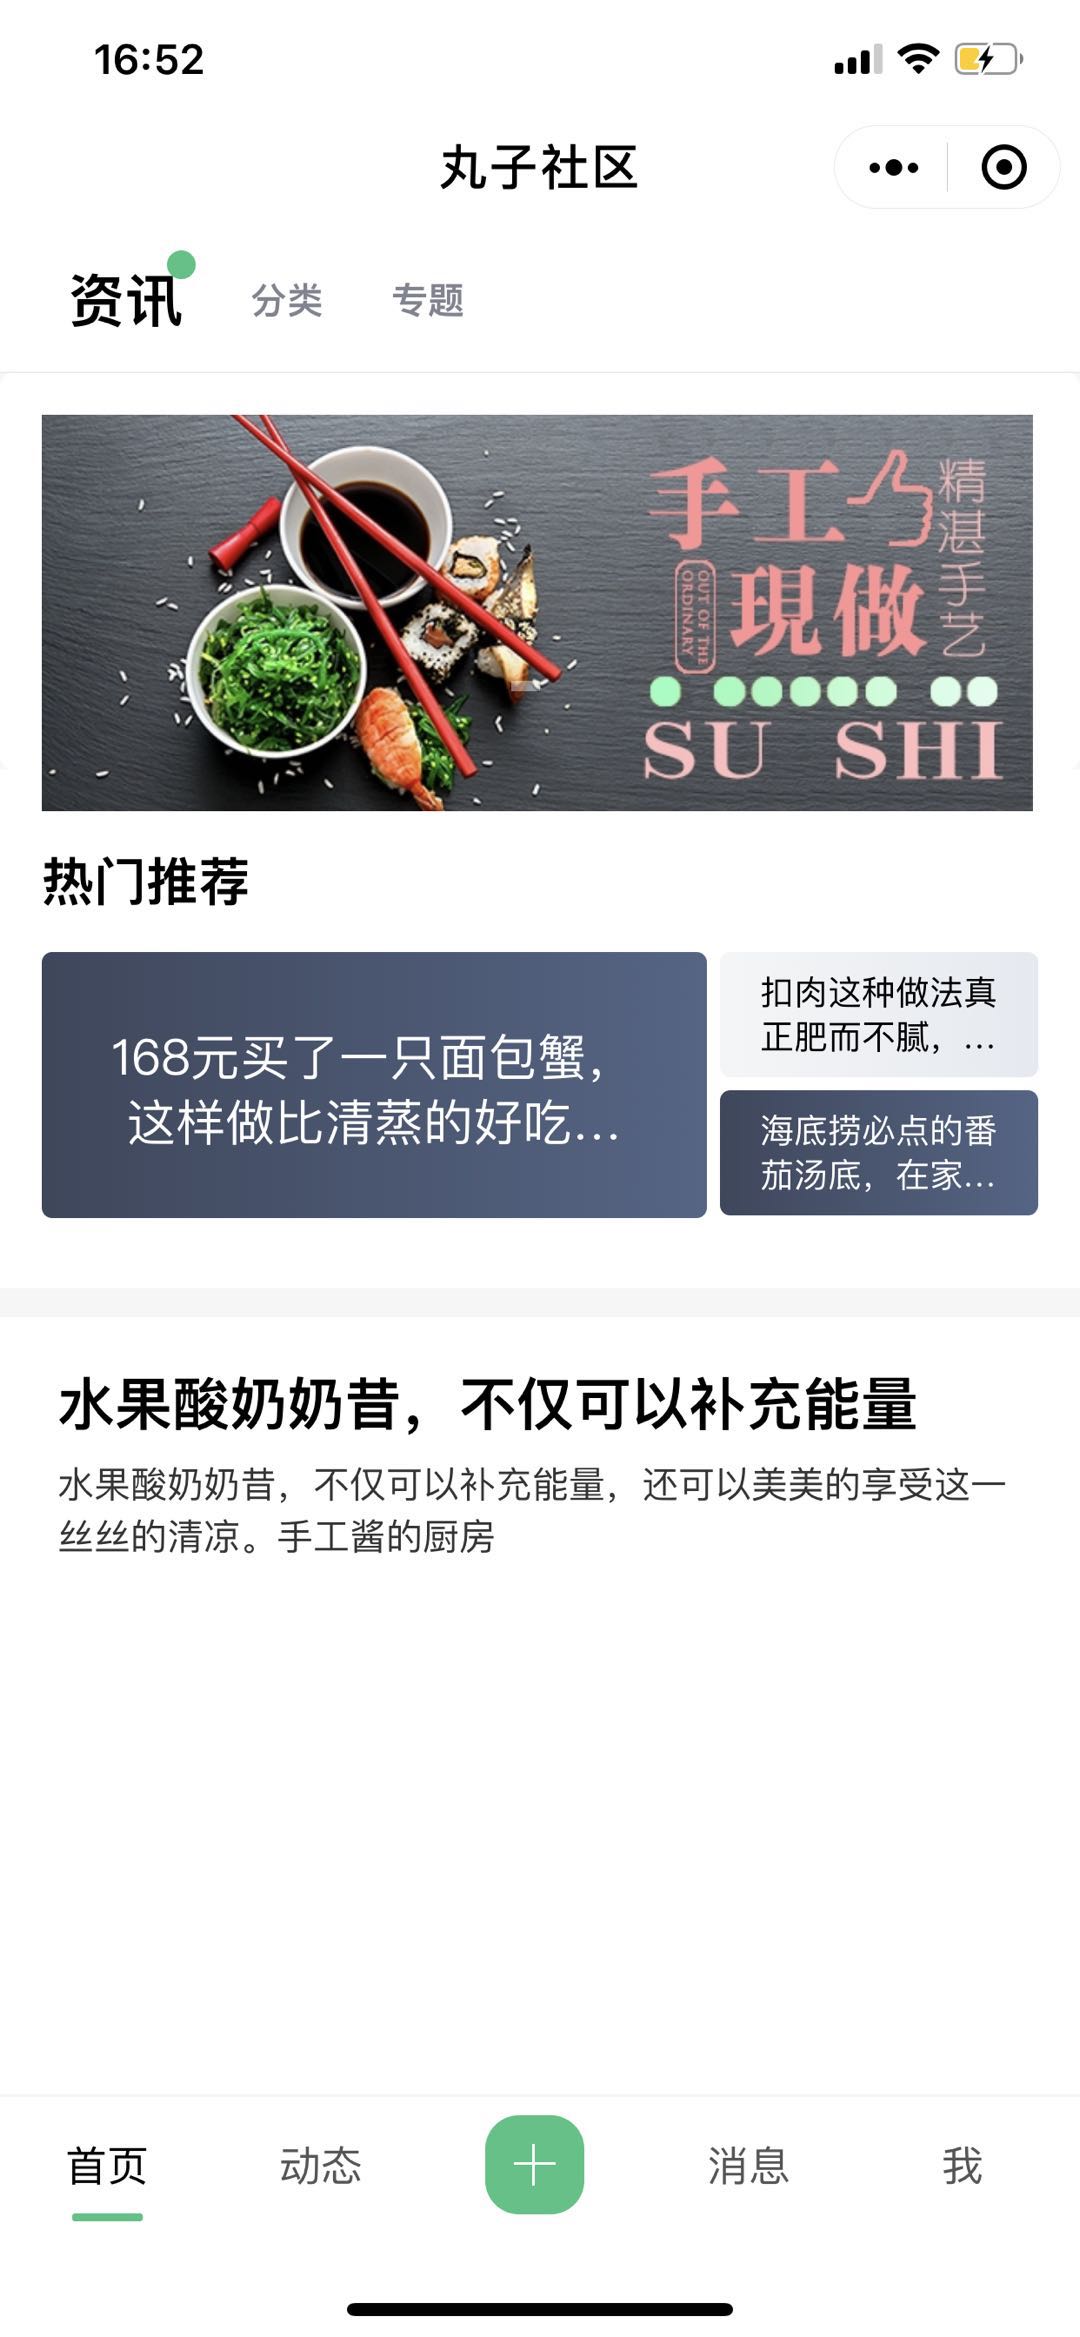 16:52
丸子社区
资讯 分类 专题
手工
精湛手艺
OUT OF THE
ORDINARY
現做
SU SHI
热门推荐
168元买了一只面包蟹，
这样做比清蒸的好吃...
扣肉这种做法真
正肥而不腻，...
海底捞必点的番
茄汤底，在家...
水果酸奶奶昔，不仅可以补充能量
水果酸奶奶昔，不仅可以补充能量，还可以美美的享受这一
丝丝的清凉。手工酱的厨房
首页 动态 消息 我